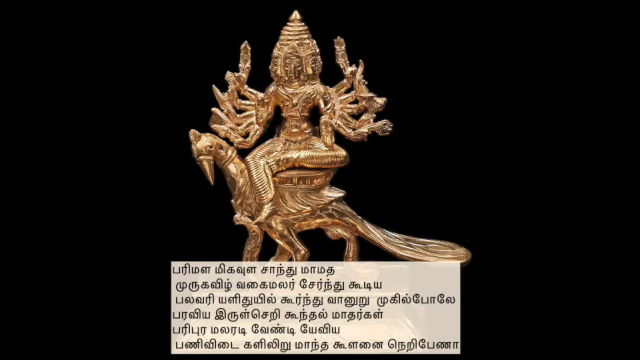 பரிமள மிகவுள சாந்து மாமத
முருகவிழ் வகைமலர் சேர்ந்து கூடிய
பலவரி யளிதுயில் கூர்ந்து வானுறு முகில்போலே
பரவிய இருள்செறி கூந்தல் மாதர்கள்
பரிபுர மலரடி வேண்டி யேவிய
பணிவிடை களிலிறு மாந்த கூளனை நெறிபேணா